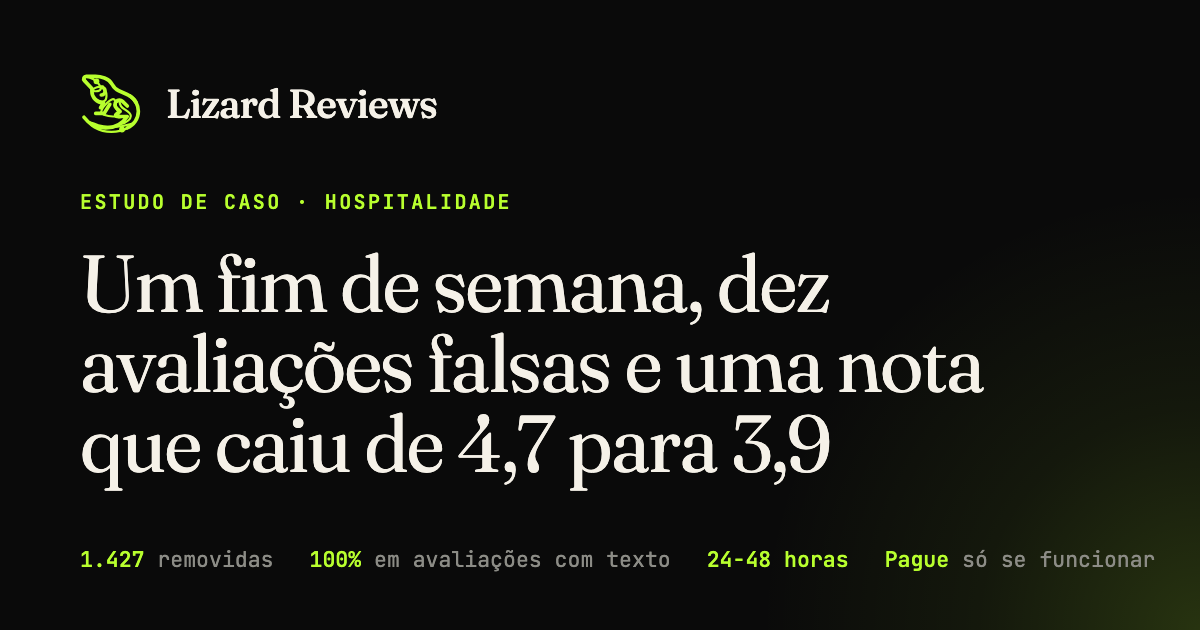 Lizard Reviews
ESTUDO DE CASO · HOSPITALIDADE
Um fim de semana, dez
avaliações falsas e uma nota
que caiu de 4,7 para 3,9
1.427 removidas 100% em avaliações com texto 24-48 horas Pague só se funcionar